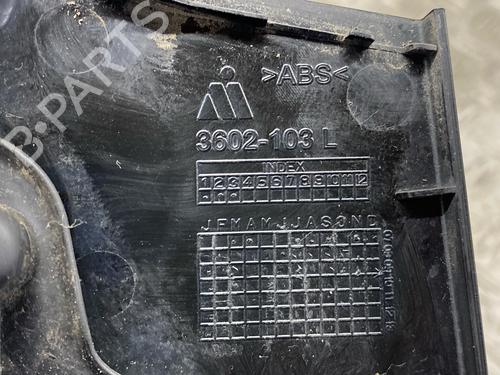 B-PARTS
>ABS<
3602-103 L
INDEX
1 2 3 4 5 6 7 8 9 10 11 12
J F M A M J J A S O N D